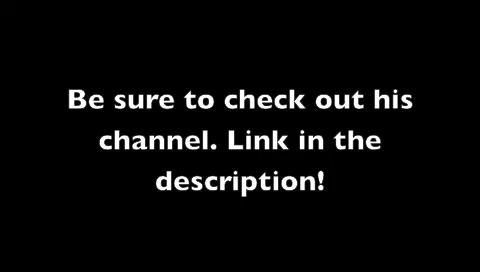 Be sure to check out his
channel. Link in the
description!